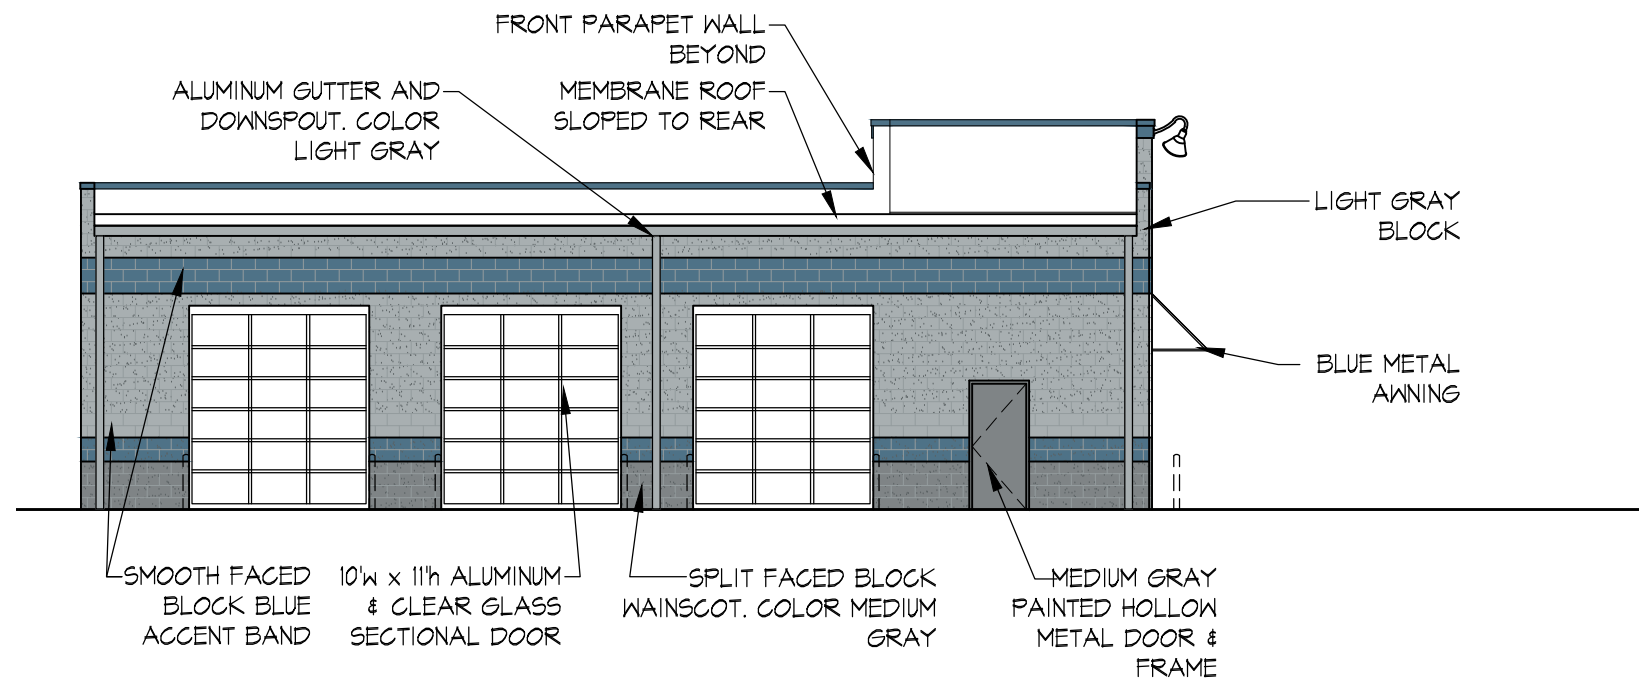 FRONT PARAPET WALL
BEYOND
ALUMINUM GUTTER AND
DOWNSPOUT. COLOR
LIGHT GRAY
MEMBRANE ROOF
SLOPED TO REAR
LIGHT GRAY
BLOCK
BLUE METAL
AWNING
SMOOTH FACED
BLOCK BLUE
ACCENT BAND
10'w x 11'h ALUMINUM
& CLEAR GLASS
SECTIONAL DOOR
SPLIT FACED BLOCK
WAINSCOT. COLOR MEDIUM
GRAY
MEDIUM GRAY
PAINTED HOLLOW
METAL DOOR &
FRAME